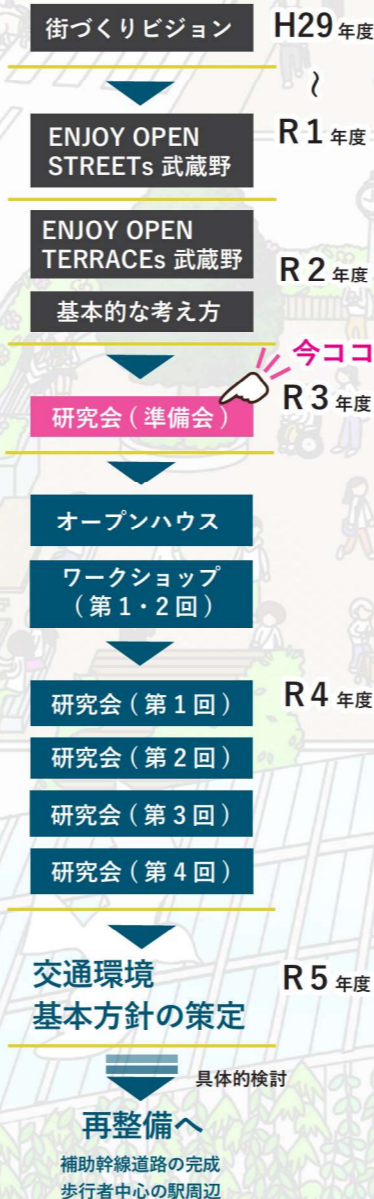 街づくりビジョン
H29年度
~
R1年度
ENJOY OPEN
STREETs 武蔵野
ENJOY OPEN
TERRACEs 武蔵野
R2年度
基本的な考え方
今ココ
R3年度
研究会(準備会)
オープンハウス
ワークショップ
(第1・2回)
研究会(第1回)
R4年度
研究会(第2回)
研究会(第3回)
研究会(第4回)
交通環境
基本方針の策定
R5年度
具体的検討
再整備へ
補助幹線道路の完成
歩行者中心の駅周辺